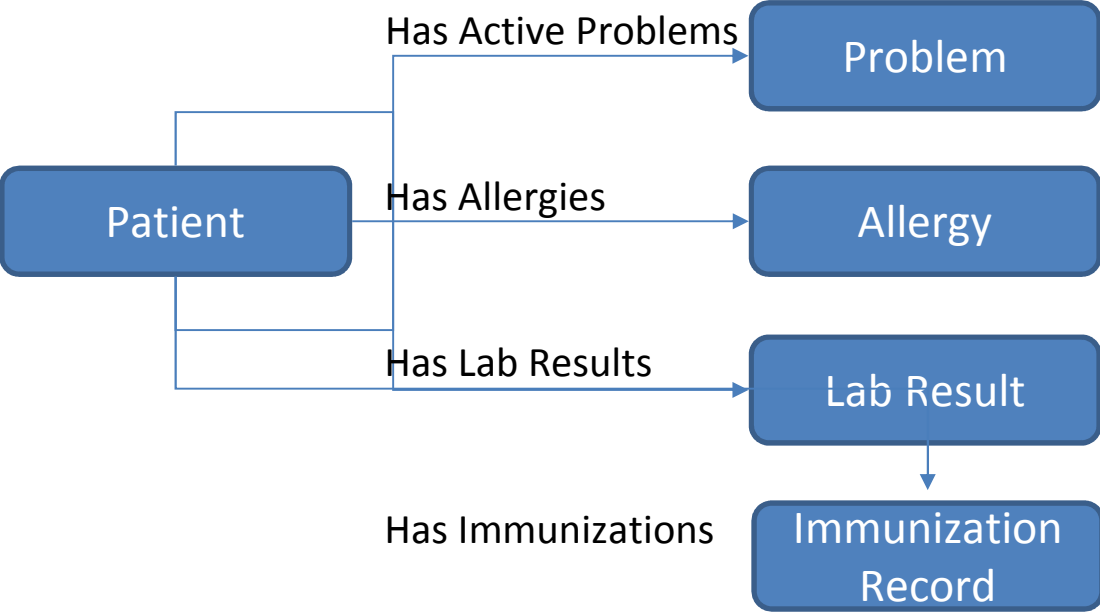 Has Active Problems
Problem
Patient
Has Allergies
Allergy
Has Lab Results
Lab Result
Has Immunizations
Immunization
Record